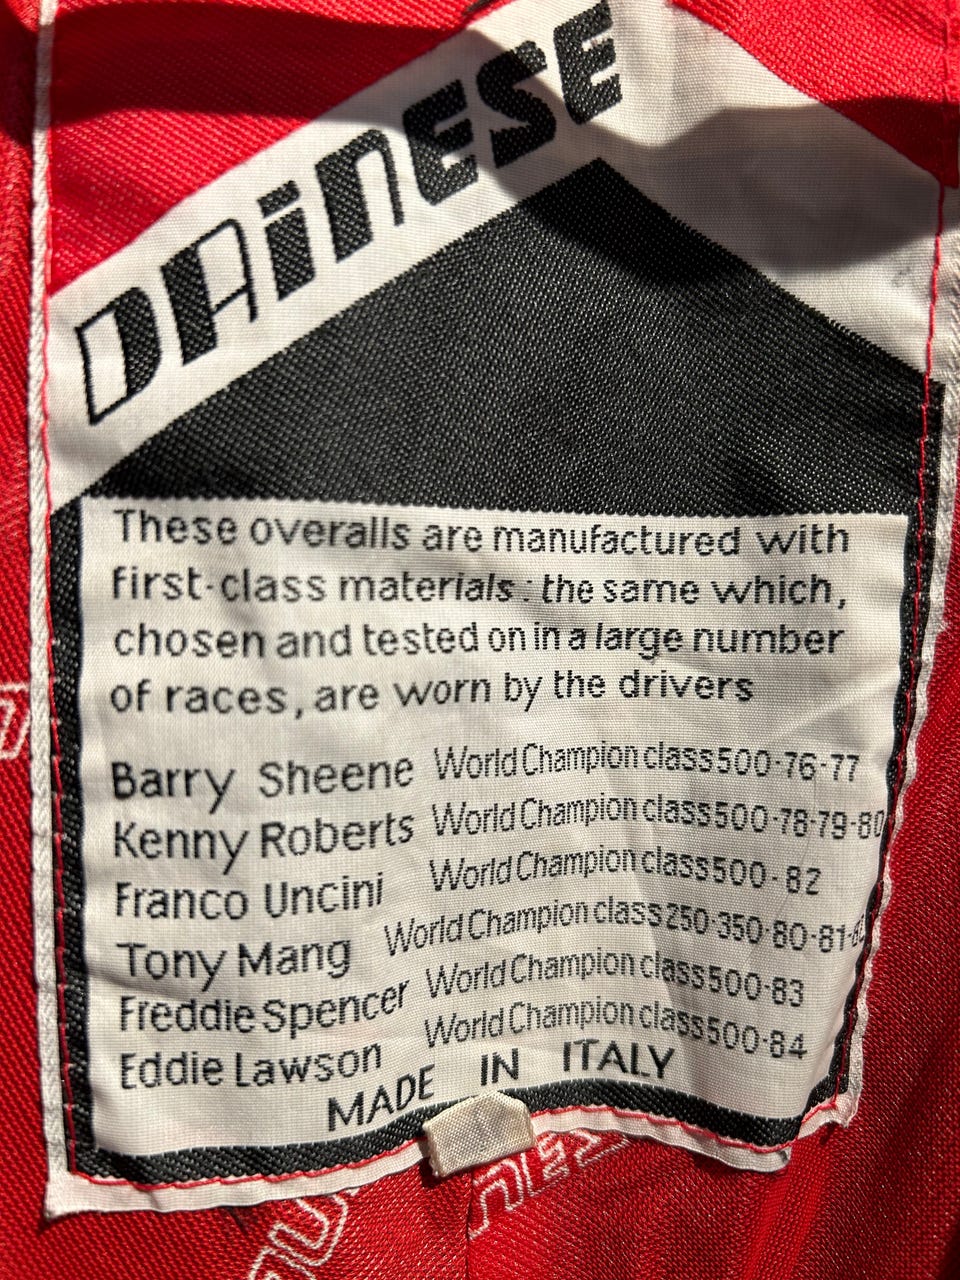 DAiNESE
These overalls are manufactured with
first-class materials: the same which,
chosen and tested on in a large number
of races, are worn by the drivers
Barry Sheene World Champion class 500-76-77
Kenny Roberts World Champion class 500-78-79-80
Franco Uncini World Champion class 500-82
Tony Mang World Champion class 250-350-80-81-
Freddie Spencer World Champion class 500-83
Eddie Lawson World Champion class 500-84
MADE IN ITALY